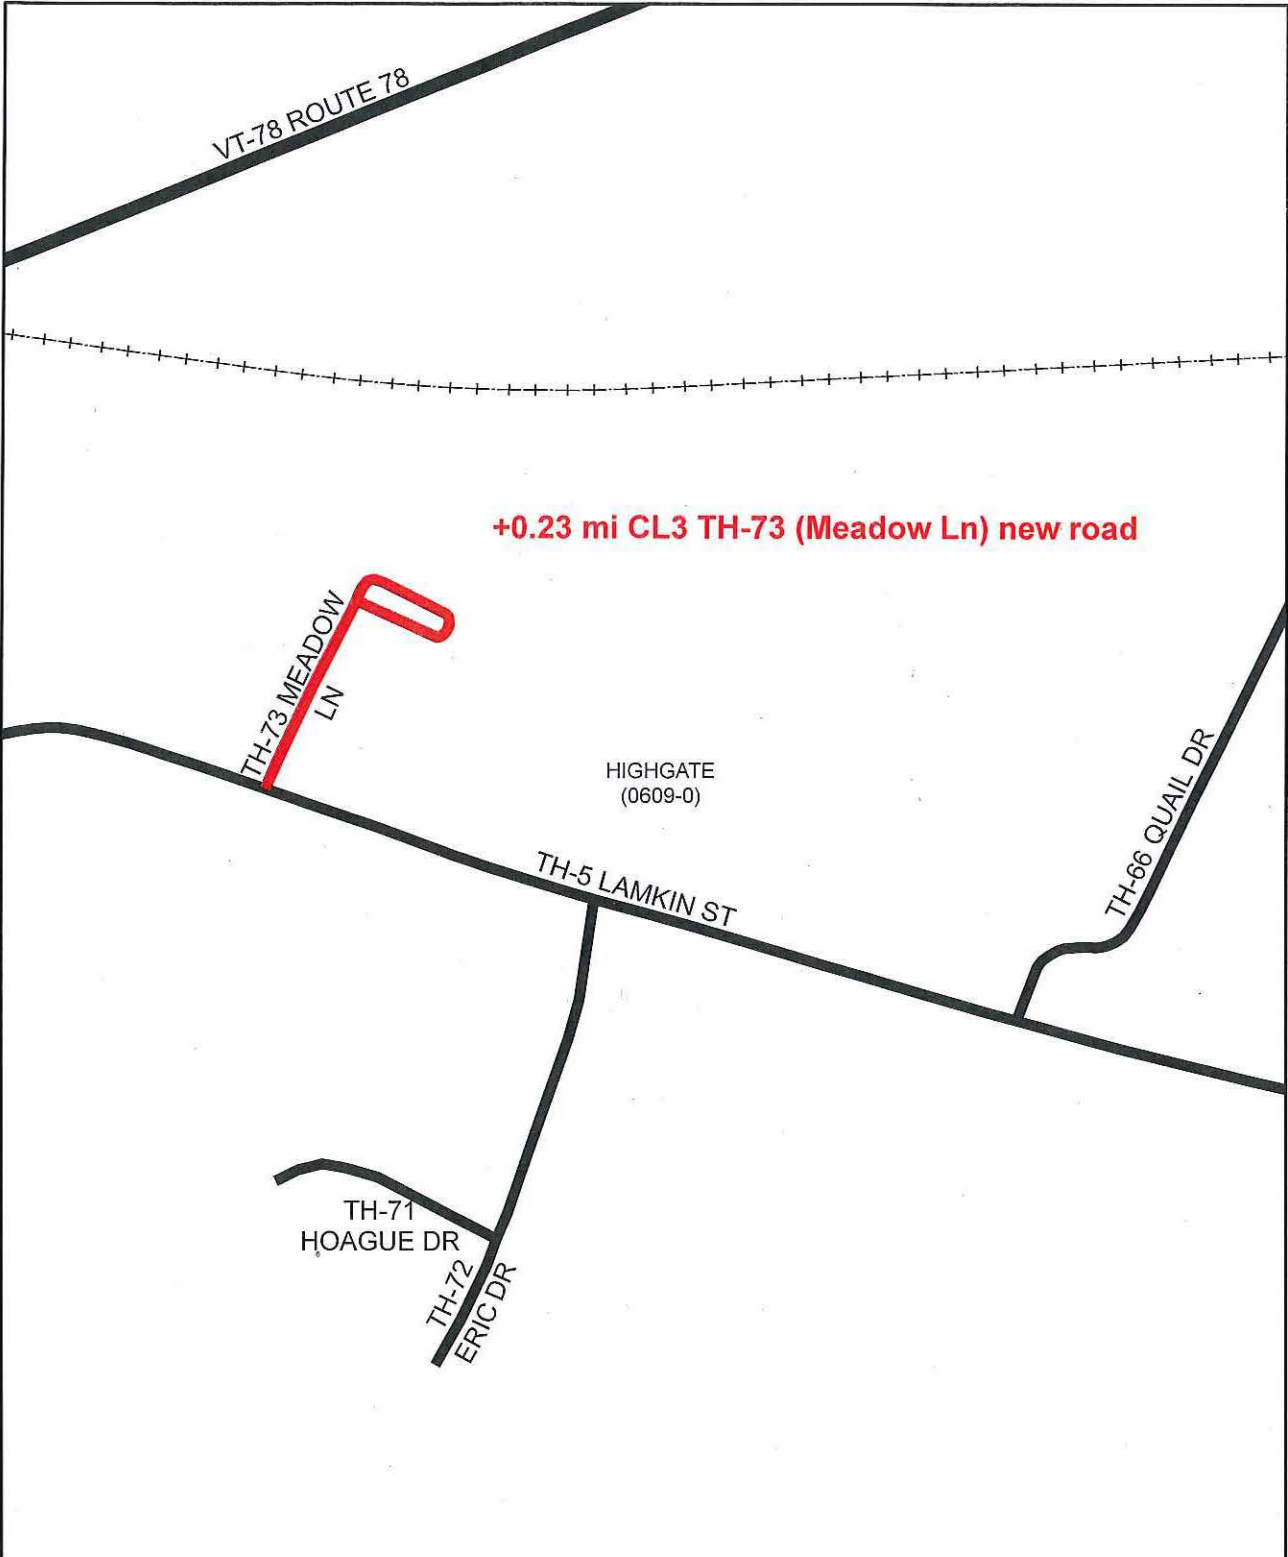 VT-78 ROUTE 78
+0.23 mi CL3 TH-73 (Meadow Ln) new road
TH-73 MEADOW
LN
HIGHGATE
(0609-0)
TH-66 QUAIL DR
TH-5 LAMKIN ST
TH-71
HOAGUE DR
TH-72
ERIC DR